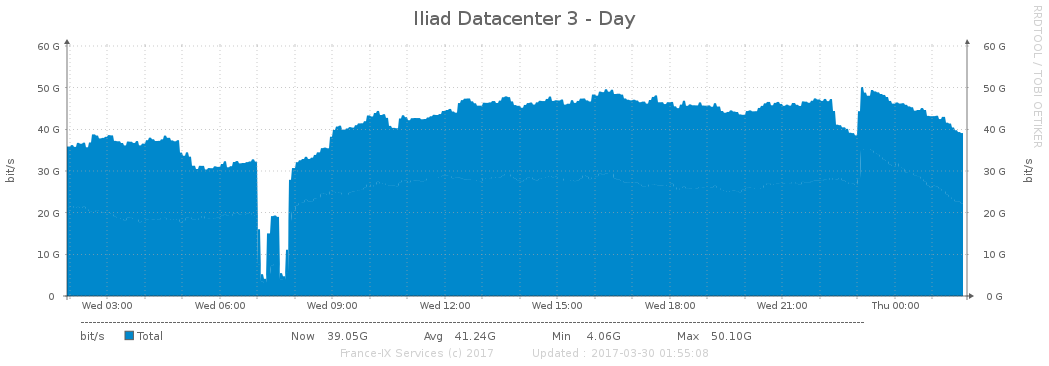 Iliad Datacenter 3 - Day
RRDTOOL / TOBI OETIKER
60 G 60 G
50 G 50 G
40 G 40 G
30 G 30 G
20 G 20 G
10 G 10 G
0 0 G
bit/s bit/s
Wed 03:00 Wed 06:00 Wed 09:00 Wed 12:00 Wed 15:00 Wed 18:00 Wed 21:00 Thu 00:00
bit/s Total Now 39.05G Avg 41.24G Min 4.06G Max 50.10G
France-IX Services (c) 2017 Updated : 2017-03-30 01:55:08